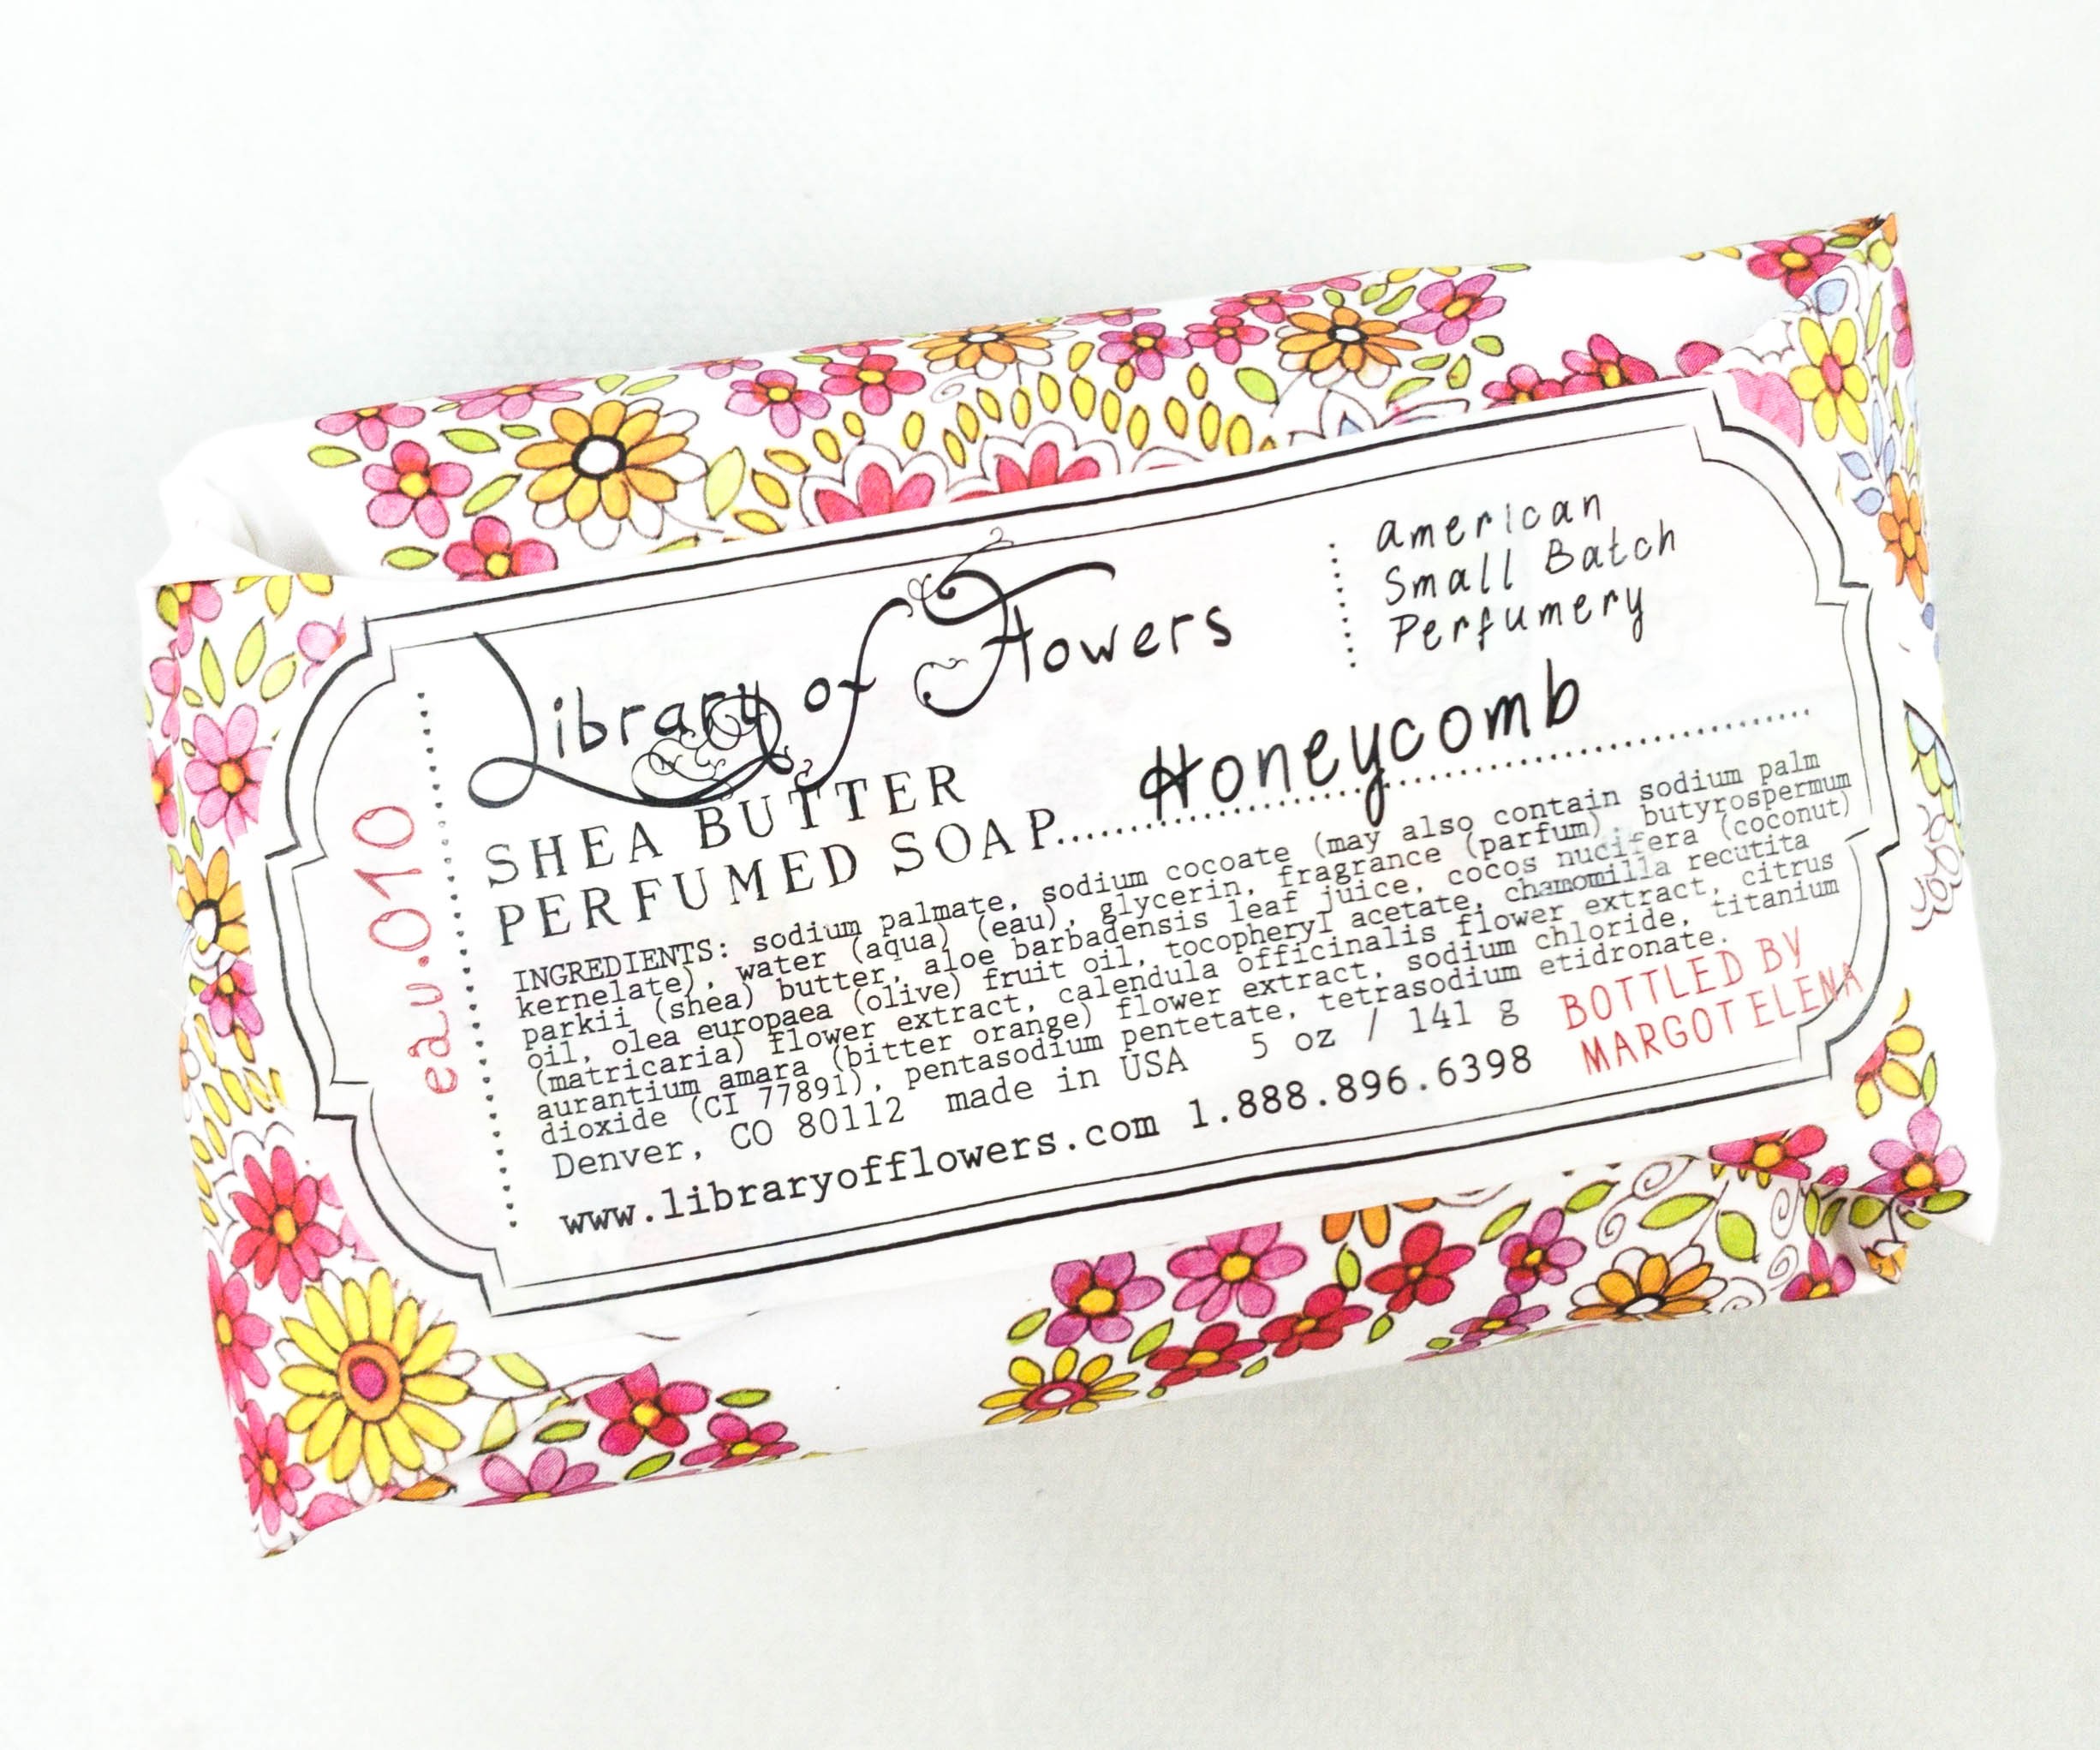 Library of Flowers
american
Small Batch
Perfumery
eau.010
SHEA BUTTER
PERFUMED SOAP......Honeycomb
INGREDIENTS: sodium palmate, sodium cocoate (may also contain sodium palm
kernelate), water (aqua) (eau), glycerin, fragrance (parfum), butyrospermum
parkii (shea) butter, aloe barbadensis leaf juice, cocos nucifera (coconut)
oil, olea europaea (olive) fruit oil, tocopheryl acetate, chamomilla recutita
(matricaria) flower extract, calendula officinalis flower extract, citrus
aurantium amara (bitter orange) flower extract, sodium chloride, titanium
dioxide (CI 77891), pentasodium pentetate, tetrasodium etidronate.
Denver, CO 80112 made in USA 5 oz / 141 g
www.libraryofflowers.com 1.888.896.6398
BOTTLED BY
MARGOT ELENA